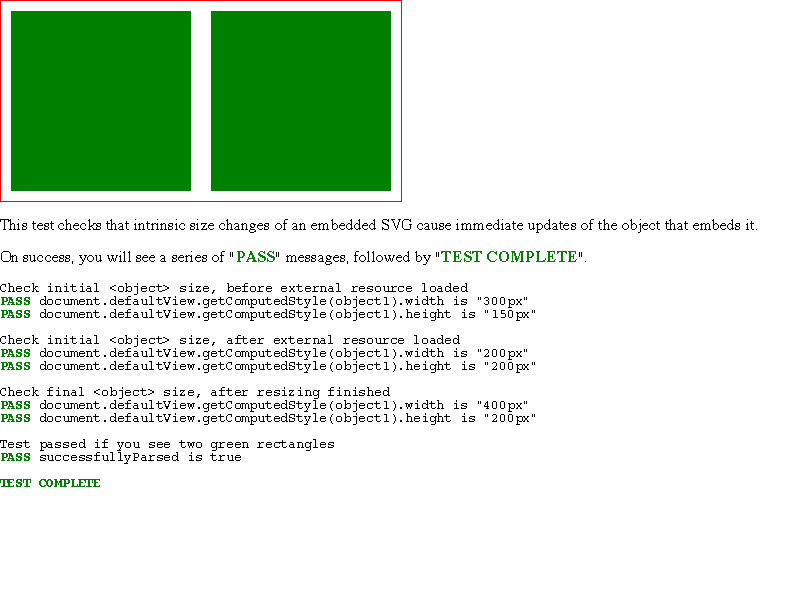 This test checks that intrinsic size changes of an embedded SVG cause immediate updates of the object that embeds it.
On success, you will see a series of "PASS" messages, followed by "TEST COMPLETE".
Check initial <object> size, before external resource loaded
PASS document.defaultView.getComputedStyle(object1).width is "300px"
PASS document.defaultView.getComputedStyle(object1).height is "150px"
Check initial <object> size, after external resource loaded
PASS document.defaultView.getComputedStyle(object1).width is "200px"
PASS document.defaultView.getComputedStyle(object1).height is "200px"
Check final <object> size, after resizing finished
PASS document.defaultView.getComputedStyle(object1).width is "400px"
PASS document.defaultView.getComputedStyle(object1).height is "200px"
Test passed if you see two green rectangles
PASS successfullyParsed is true
TEST COMPLETE